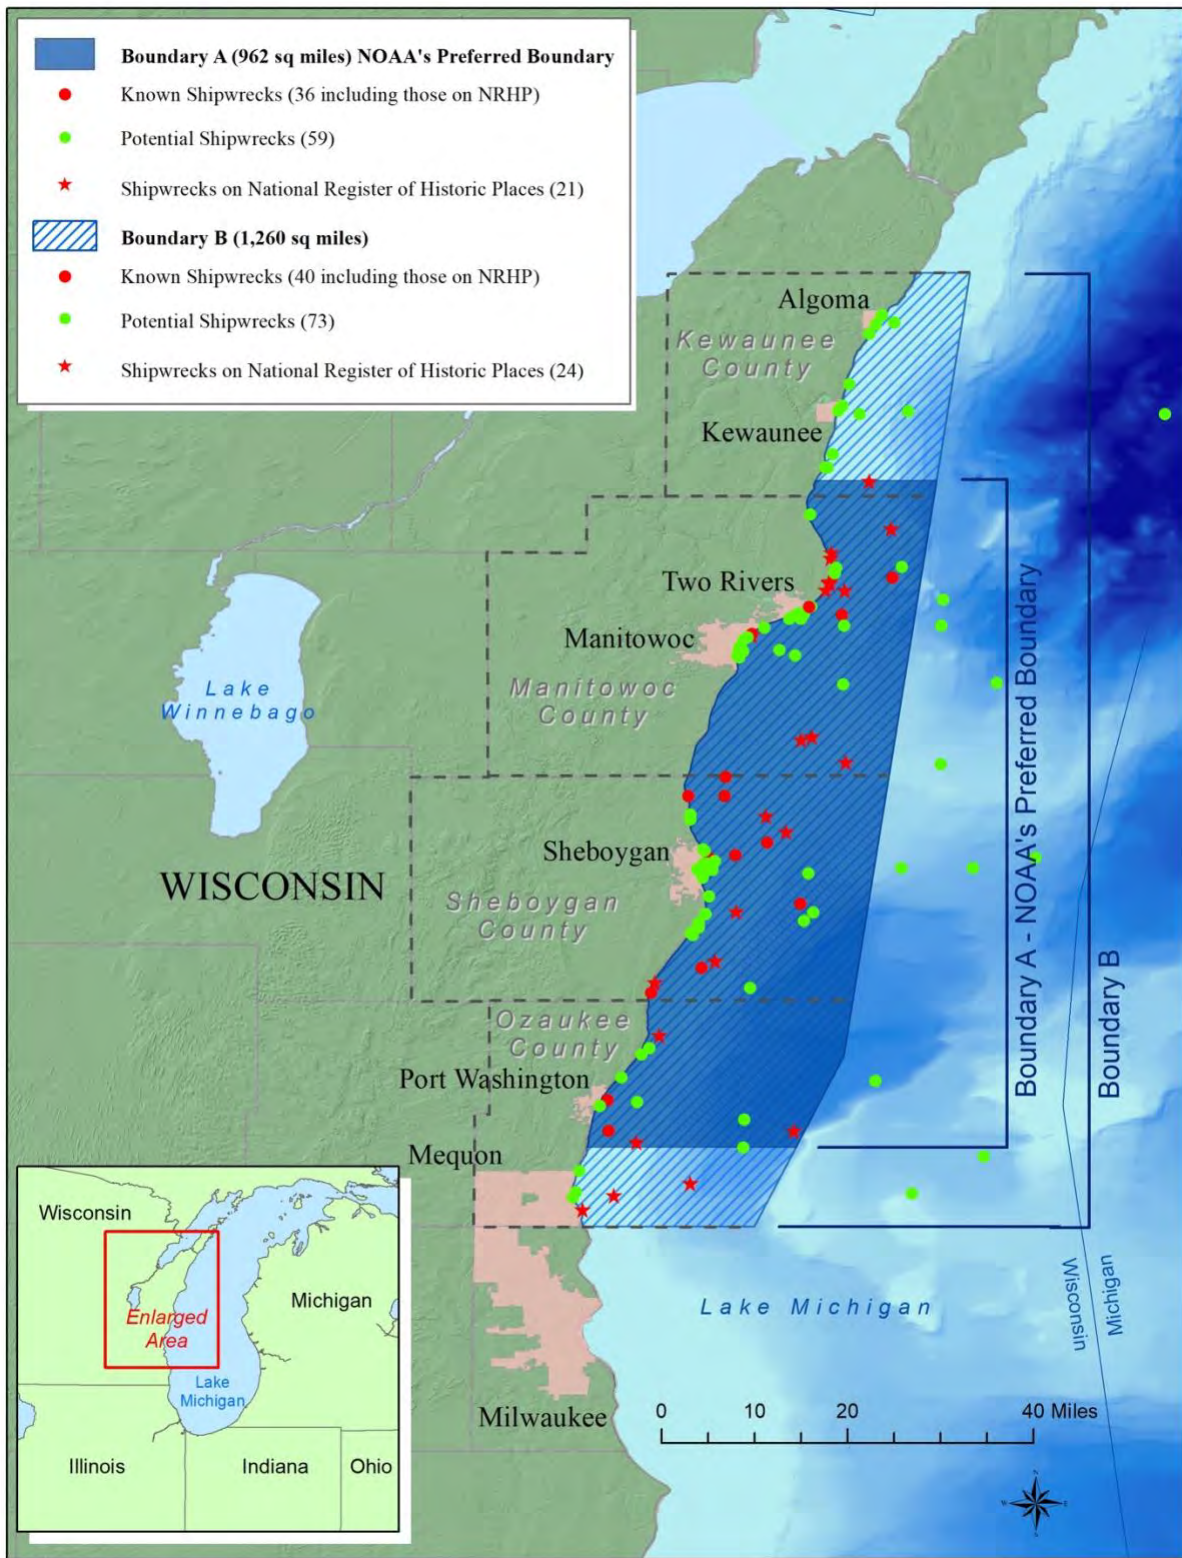 Boundary A (962 sq miles) NOAA's Preferred Boundary
Known Shipwrecks (36 including those on NRHP)
Potential Shipwrecks (59)
Shipwrecks on National Register of Historic Places (21)
Boundary B (1,260 sq miles)
Known Shipwrecks (40 including those on NRHP)
Potential Shipwrecks (73)
Shipwrecks on National Register of Historic Places (24)
Algoma
Kewaunee
County
Kewaunee
Two Rivers
Manitowoc
Manitowoc
County
Lake
Winnebago
Sheboygan
WISCONSIN
Sheboygan
County
Ozaukee
County
Port Washington
Mequon
Milwaukee
Boundary A - NOAA's Preferred Boundary
Boundary B
Lake Michigan
Wisconsin
Michigan
0 10 20 40 Miles
N
W E
S
Wisconsin
Michigan
Enlarged
Area
Lake
Michigan
Illinois
Indiana
Ohio